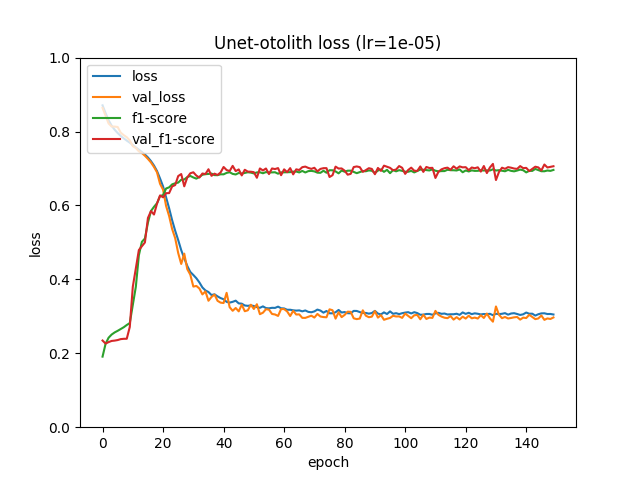 Unet-otolith loss (lr=1e-05)
loss
val_loss
f1-score
val_f1-score
1.0
0.8
0.6
0.4
0.2
0.0
loss
0 20 40 60 80 100 120 140
epoch